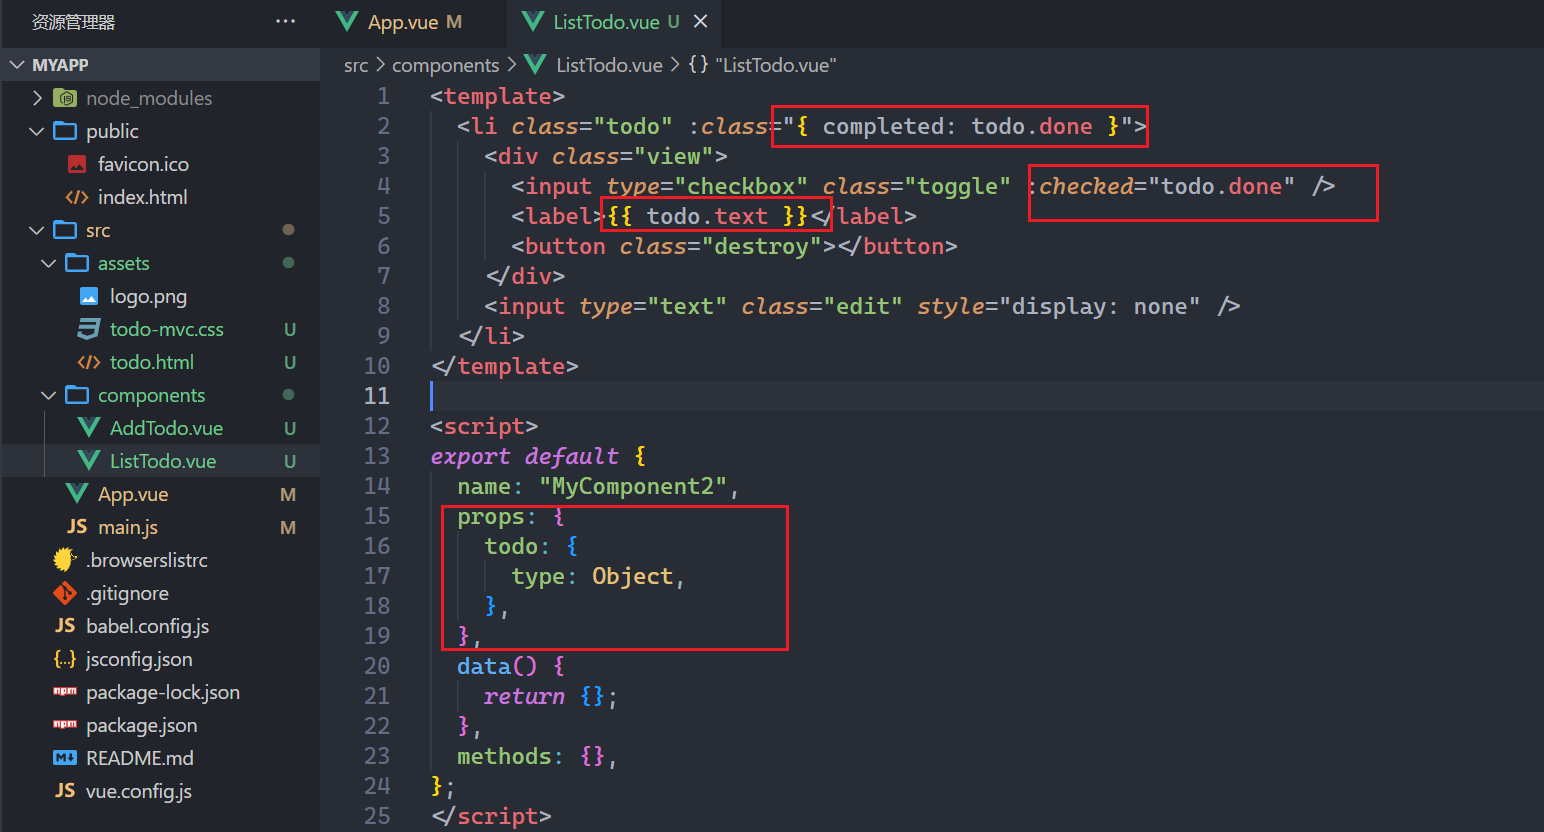 资源管理器 ···
App.vue M
ListTodo.vue U ×
MYAPP
node_modules
public
favicon.ico
index.html
src
assets
logo.png
todo-mvc.css U
todo.html U
components
AddTodo.vue U
ListTodo.vue U
App.vue M
JS main.js M
.browserslistrc
.gitignore
JS babel.config.js
{..} jsconfig.json
npm package-lock.json
npm package.json
M↓ README.md
JS vue.config.js
src > components > ListTodo.vue > {} "ListTodo.vue"
1 <template>
2 <li class="todo" :class="{ completed: todo.done }">
3 <div class="view">
4 <input type="checkbox" class="toggle" :checked="todo.done" />
5 <label>{{ todo.text }}</label>
6 <button class="destroy"></button>
7 </div>
8 <input type="text" class="edit" style="display: none" />
9 </li>
10 </template>
11
12 <script>
13 export default {
14 name: "MyComponent2",
15 props: {
16 todo: {
17 type: Object,
18 },
19 },
20 data() {
21 return {};
22 },
23 methods: {},
24 };
25 </script>